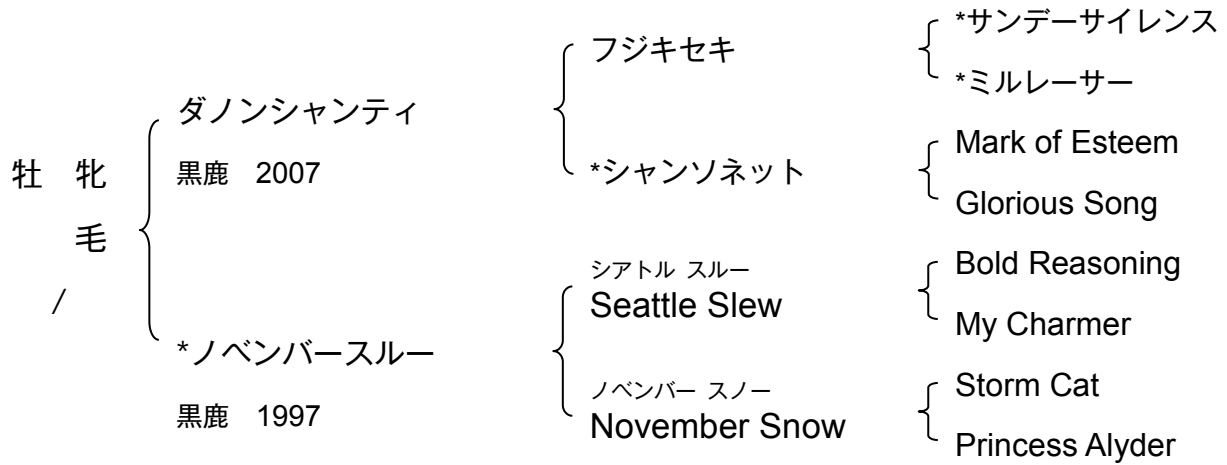 牡 牝
毛
/
ダノンシャンティ
黒鹿 2007
*ノベンバースルー
黒鹿 1997
フジキセキ
*シャンソネット
シアトル スルー
Seattle Slew
ノベンバー スノー
November Snow
*サンデーサイレンス
*ミルレーサー
Mark of Esteem
Glorious Song
Bold Reasoning
My Charmer
Storm Cat
Princess Alyder